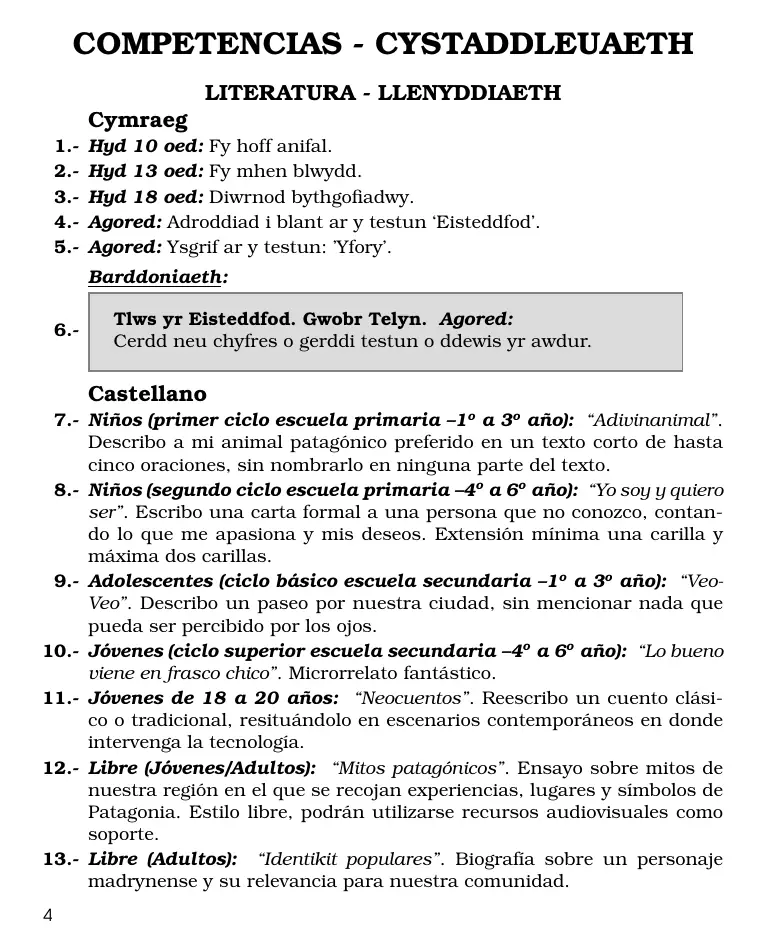 COMPETENCIAS - CYSTADDLEUAETH
LITERATURA - LLENYDDIAETH
Cymraeg
1.- Hyd 10 oed: Fy hoff anifal.
2.- Hyd 13 oed: Fy mhen blwydd.
3.- Hyd 18 oed: Diwrnod bythgofiadwy.
4.- Agored: Adroddiad i blant ar y testun ‘Eisteddfod’.
5.- Agored: Ysgrif ar y testun: ’Yfory’.
Barddoniaeth:
6.- Tlws yr Eisteddfod. Gwobr Telyn. Agored:
Cerdd neu chyfres o gerddi testun o ddewis yr awdur.
Castellano
7.- Niños (primer ciclo escuela primaria –1º a 3º año): “Adivinanimal”.
Describo a mi animal patagónico preferido en un texto corto de hasta
cinco oraciones, sin nombrarlo en ninguna parte del texto.
8.- Niños (segundo ciclo escuela primaria –4º a 6º año): “Yo soy y quiero
ser”. Escribo una carta formal a una persona que no conozco, contan-
do lo que me apasiona y mis deseos. Extensión mínima una carilla y
máxima dos carillas.
9.- Adolescentes (ciclo básico escuela secundaria –1º a 3º año): “Veo-
Veo”. Describo un paseo por nuestra ciudad, sin mencionar nada que
pueda ser percibido por los ojos.
10.- Jóvenes (ciclo superior escuela secundaria –4º a 6º año): “Lo bueno
viene en frasco chico”. Microrrelato fantástico.
11.- Jóvenes de 18 a 20 años: “Neocuentos”. Reescribo un cuento clási-
co o tradicional, resituándolo en escenarios contemporáneos en donde
intervenga la tecnología.
12.- Libre (Jóvenes/Adultos): “Mitos patagónicos”. Ensayo sobre mitos de
nuestra región en el que se recojan experiencias, lugares y símbolos de
Patagonia. Estilo libre, podrán utilizarse recursos audiovisuales como
soporte.
13.- Libre (Adultos): “Identikit populares”. Biografía sobre un personaje
madrynense y su relevancia para nuestra comunidad.
4